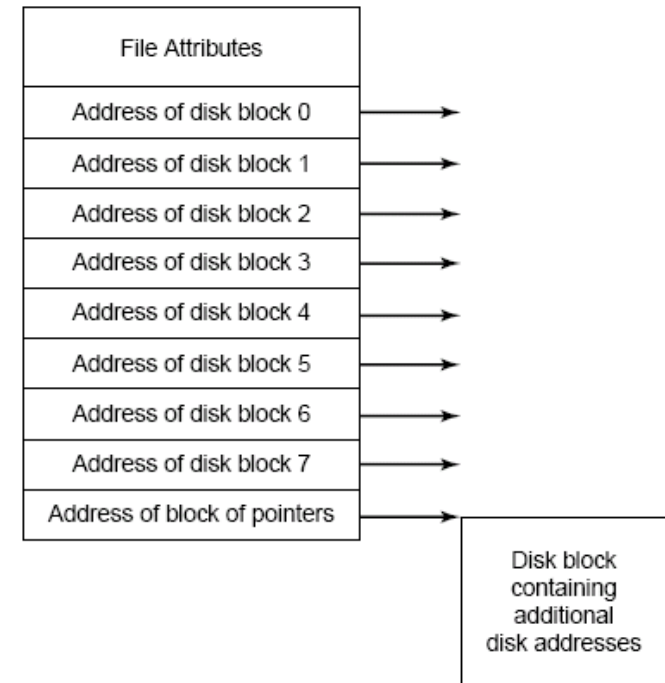 File Attributes
Address of disk block 0
Address of disk block 1
Address of disk block 2
Address of disk block 3
Address of disk block 4
Address of disk block 5
Address of disk block 6
Address of disk block 7
Address of block of pointers
Disk block
containing
additional
disk addresses